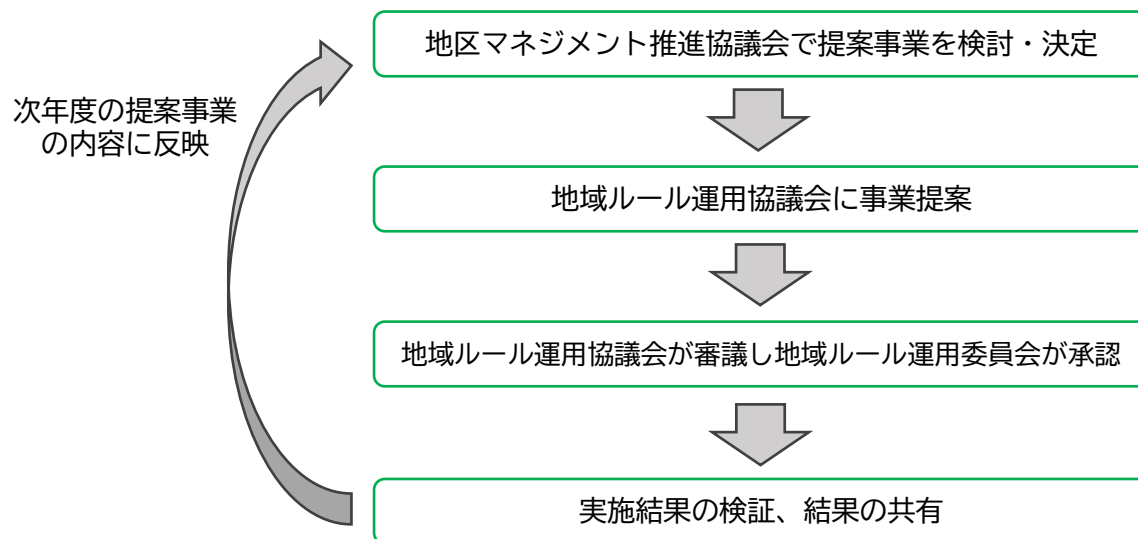 地区マネジメント推進協議会で提案事業を検討・決定
次年度の提案事業
の内容に反映
地域ルール運用協議会に事業提案
地域ルール運用協議会が審議し地域ルール運用委員会が承認
実施結果の検証、結果の共有